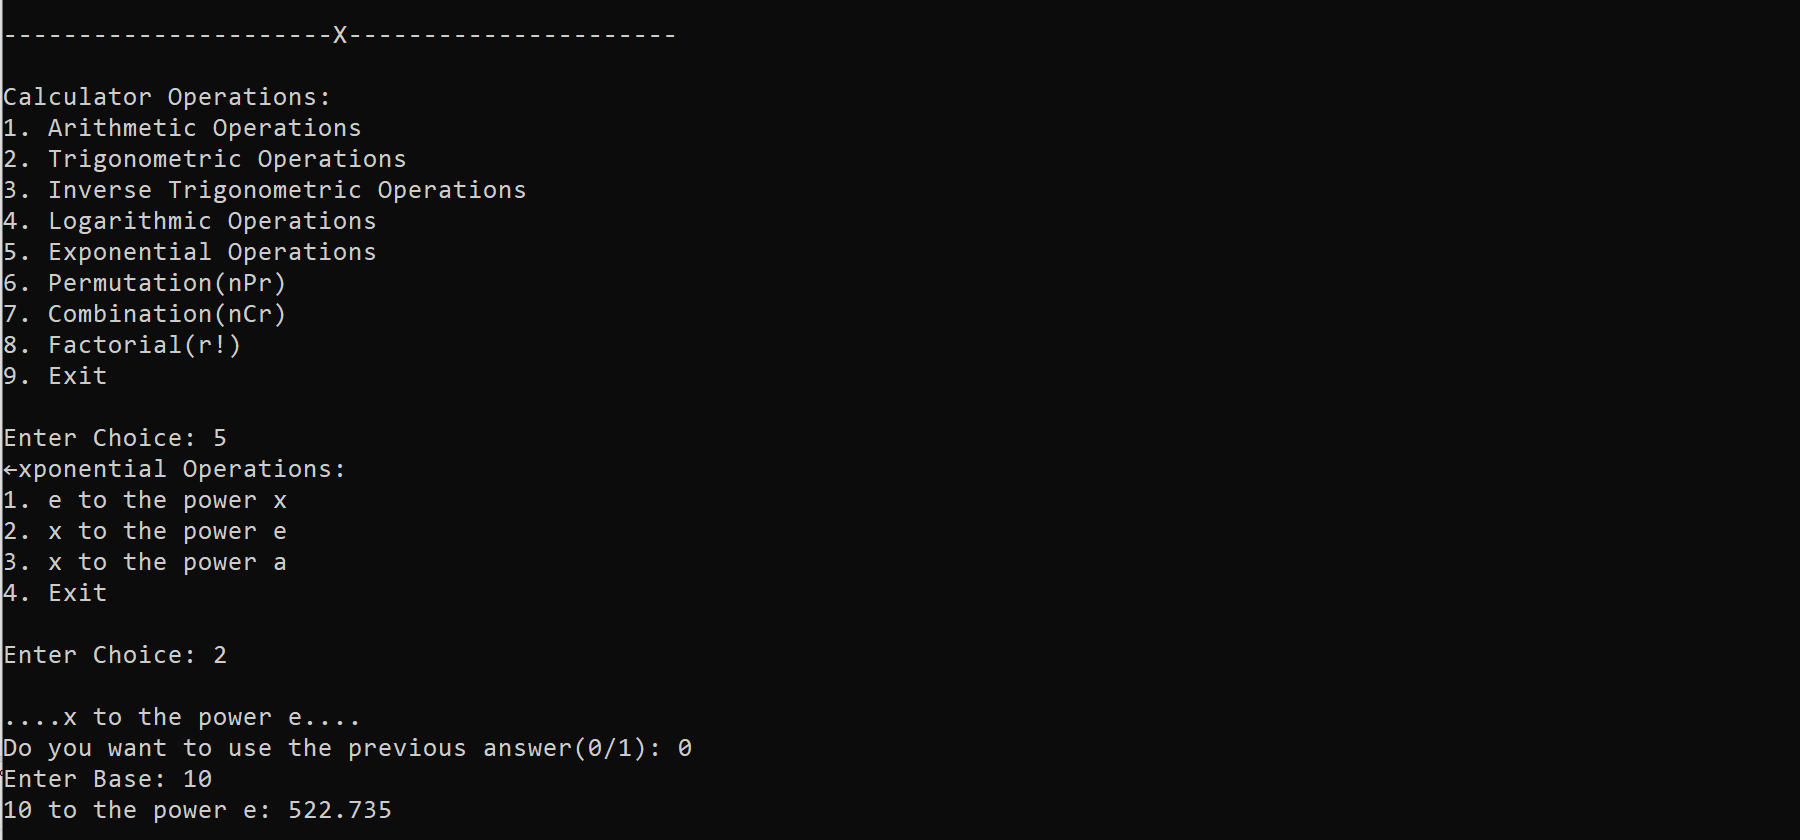 ----------------------X----------------------
Calculator Operations:
1. Arithmetic Operations
2. Trigonometric Operations
3. Inverse Trigonometric Operations
4. Logarithmic Operations
5. Exponential Operations
6. Permutation(nPr)
7. Combination(nCr)
8. Factorial(r!)
9. Exit
Enter Choice: 5
←xponential Operations:
1. e to the power x
2. x to the power e
3. x to the power a
4. Exit
Enter Choice: 2
....x to the power e....
Do you want to use the previous answer(0/1): 0
Enter Base: 10
10 to the power e: 522.735